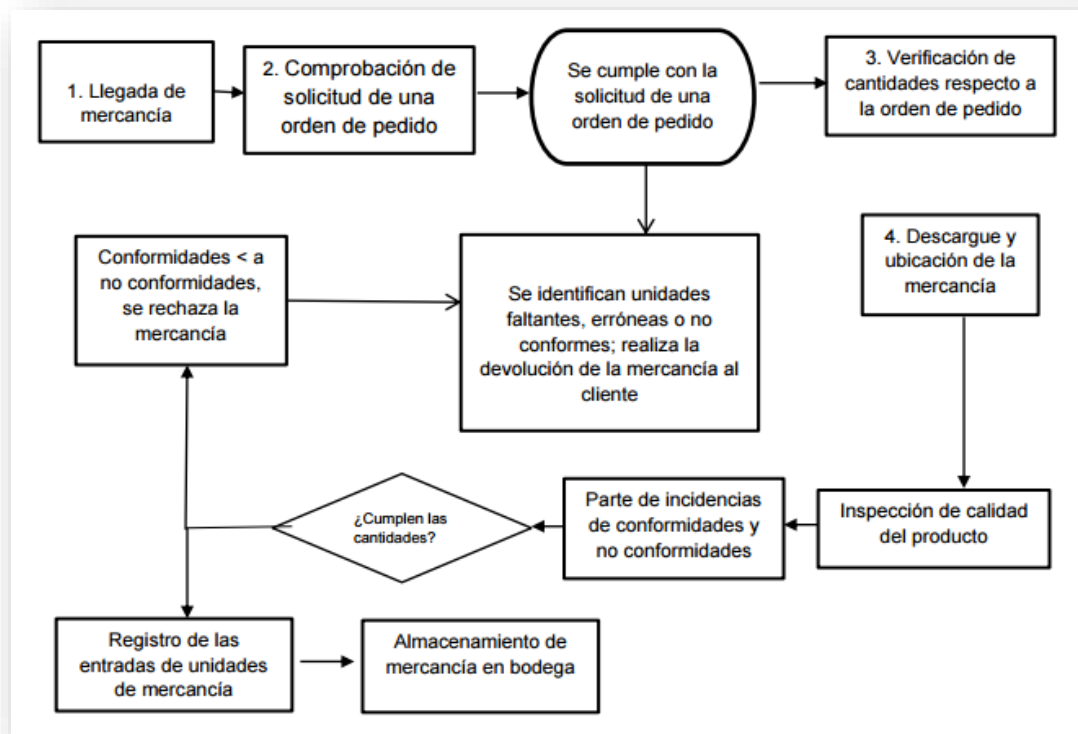 1. Llegada de
mercancía
2. Comprobación de
solicitud de una
orden de pedido
Se cumple con la
solicitud de una
orden de pedido
3. Verificación de
cantidades respecto a
la orden de pedido
Conformidades < a
no conformidades,
se rechaza la
mercancía
Se identifican unidades
faltantes, erróneas o no
conformes; realiza la
devolución de la mercancía al
cliente
4. Descargue y
ubicación de la
mercancía
¿Cumplen las
cantidades?
Parte de incidencias
de conformidades y
no conformidades
Inspección de calidad
del producto
Registro de las
entradas de unidades
de mercancía
Almacenamiento de
mercancía en bodega